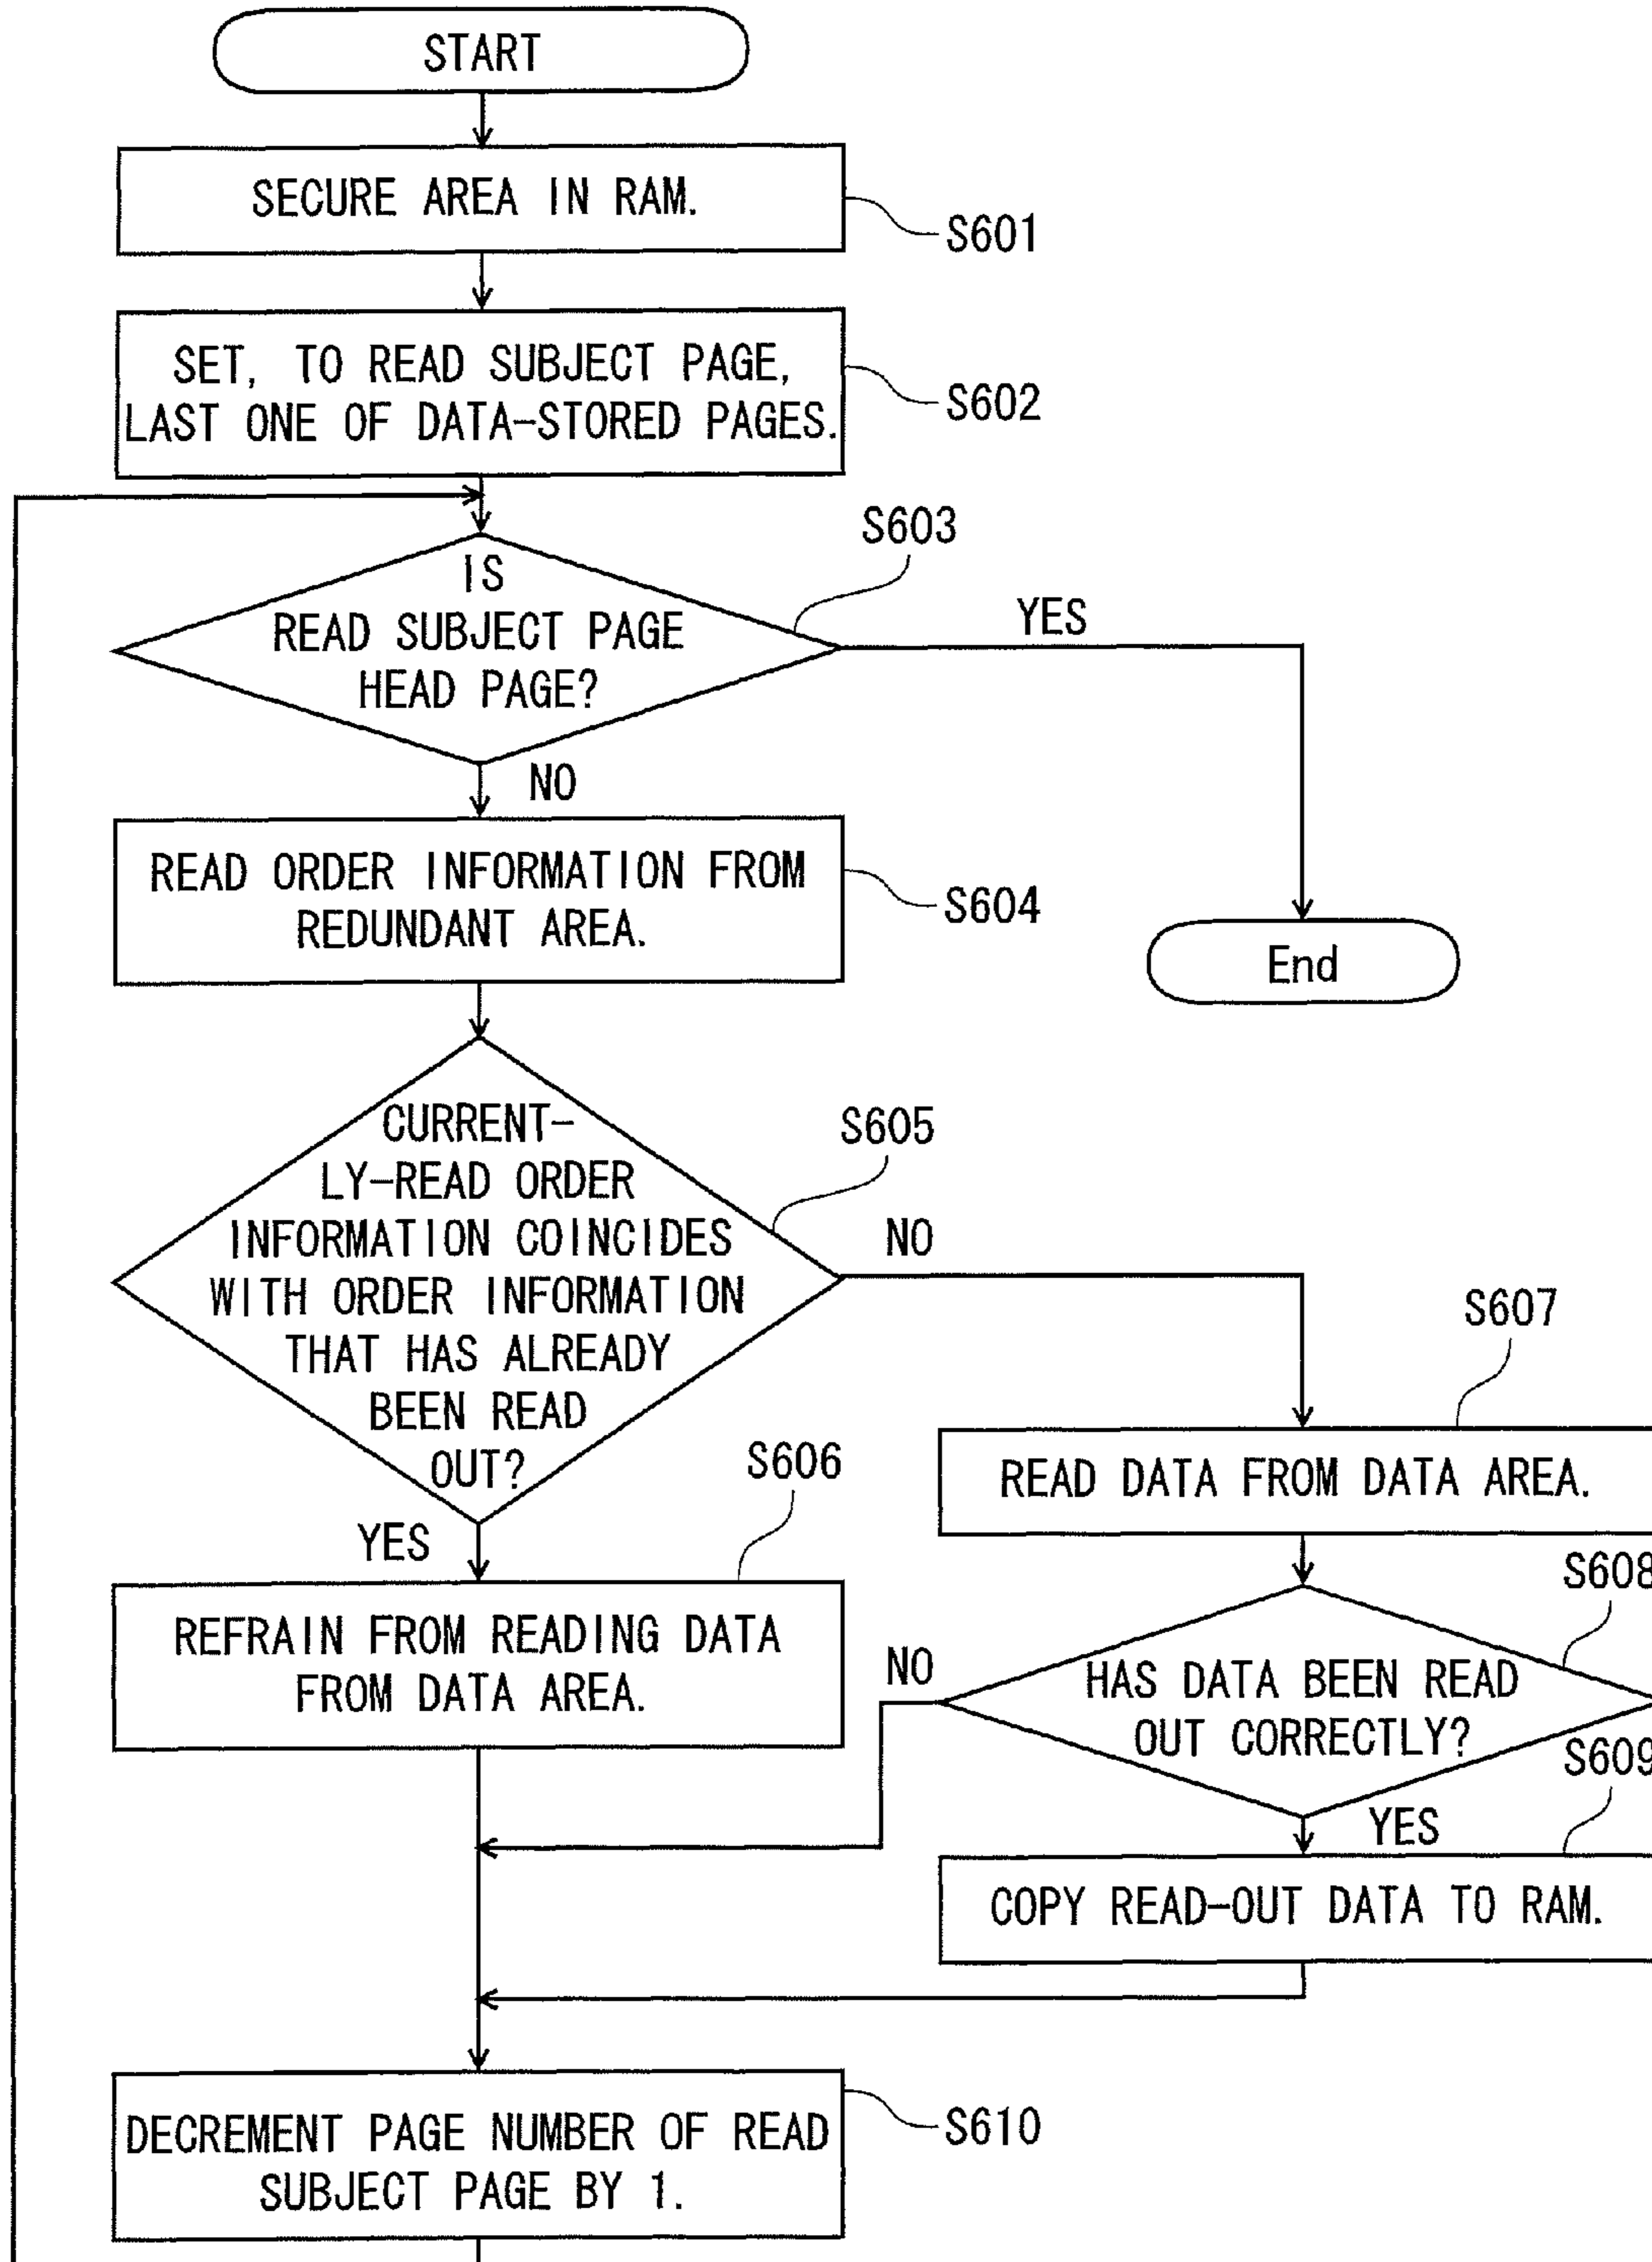 START
SECURE AREA IN RAM.
S601
SET, TO READ SUBJECT PAGE,
LAST ONE OF DATA-STORED PAGES.
S602
S603
IS
READ SUBJECT PAGE
HEAD PAGE?
YES
NO
READ ORDER INFORMATION FROM
REDUNDANT AREA.
S604
End
CURRENT-
LY-READ ORDER
INFORMATION COINCIDES
WITH ORDER INFORMATION
THAT HAS ALREADY
BEEN READ
OUT?
S605
NO
YES
S606
REFRAIN FROM READING DATA
FROM DATA AREA.
S607
READ DATA FROM DATA AREA.
S608
HAS DATA BEEN READ
OUT CORRECTLY?
NO
YES
S609
COPY READ-OUT DATA TO RAM.
DECREMENT PAGE NUMBER OF READ
SUBJECT PAGE BY 1.
S610